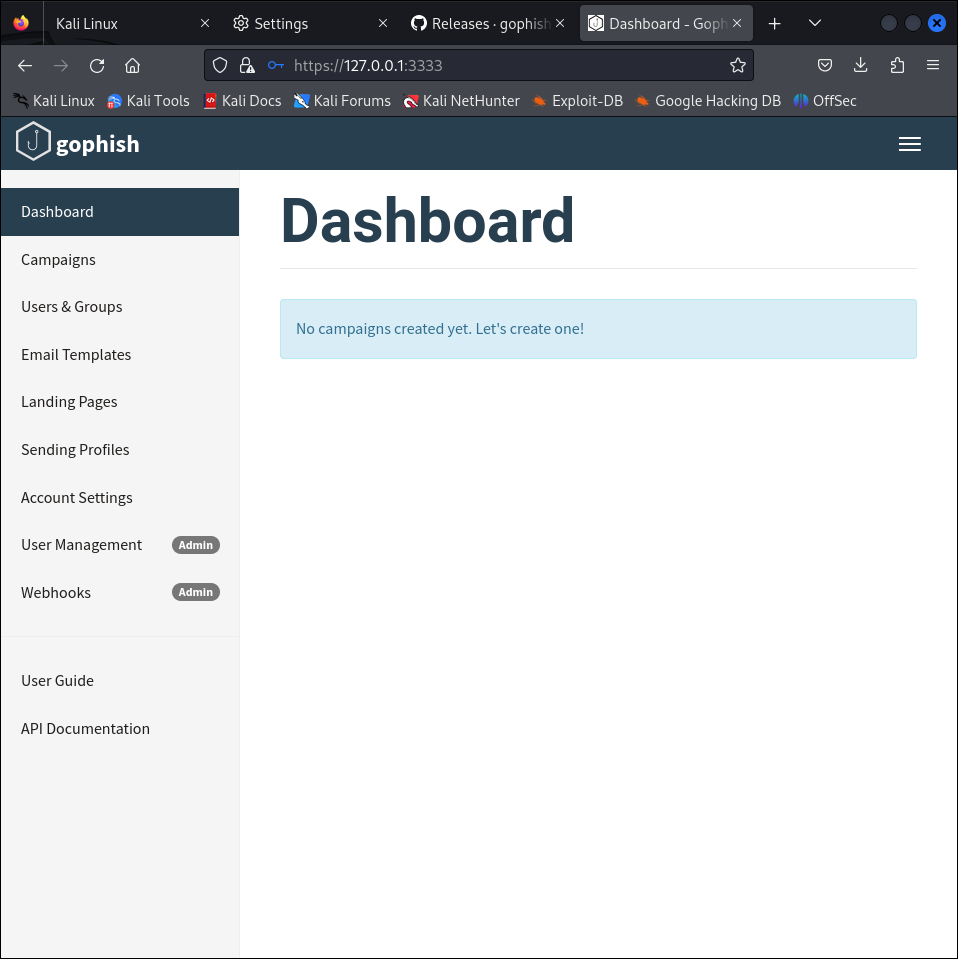 Kali Linux
Settings
Releases · gophish
Dashboard - Goph
https://127.0.0.1:3333
Kali Linux Kali Tools Kali Docs Kali Forums Kali NetHunter Exploit-DB Google Hacking DB OffSec
gophish
Dashboard
Campaigns
Users & Groups
Email Templates
Landing Pages
Sending Profiles
Account Settings
User Management Admin
Webhooks Admin
User Guide
API Documentation
Dashboard
No campaigns created yet. Let's create one!